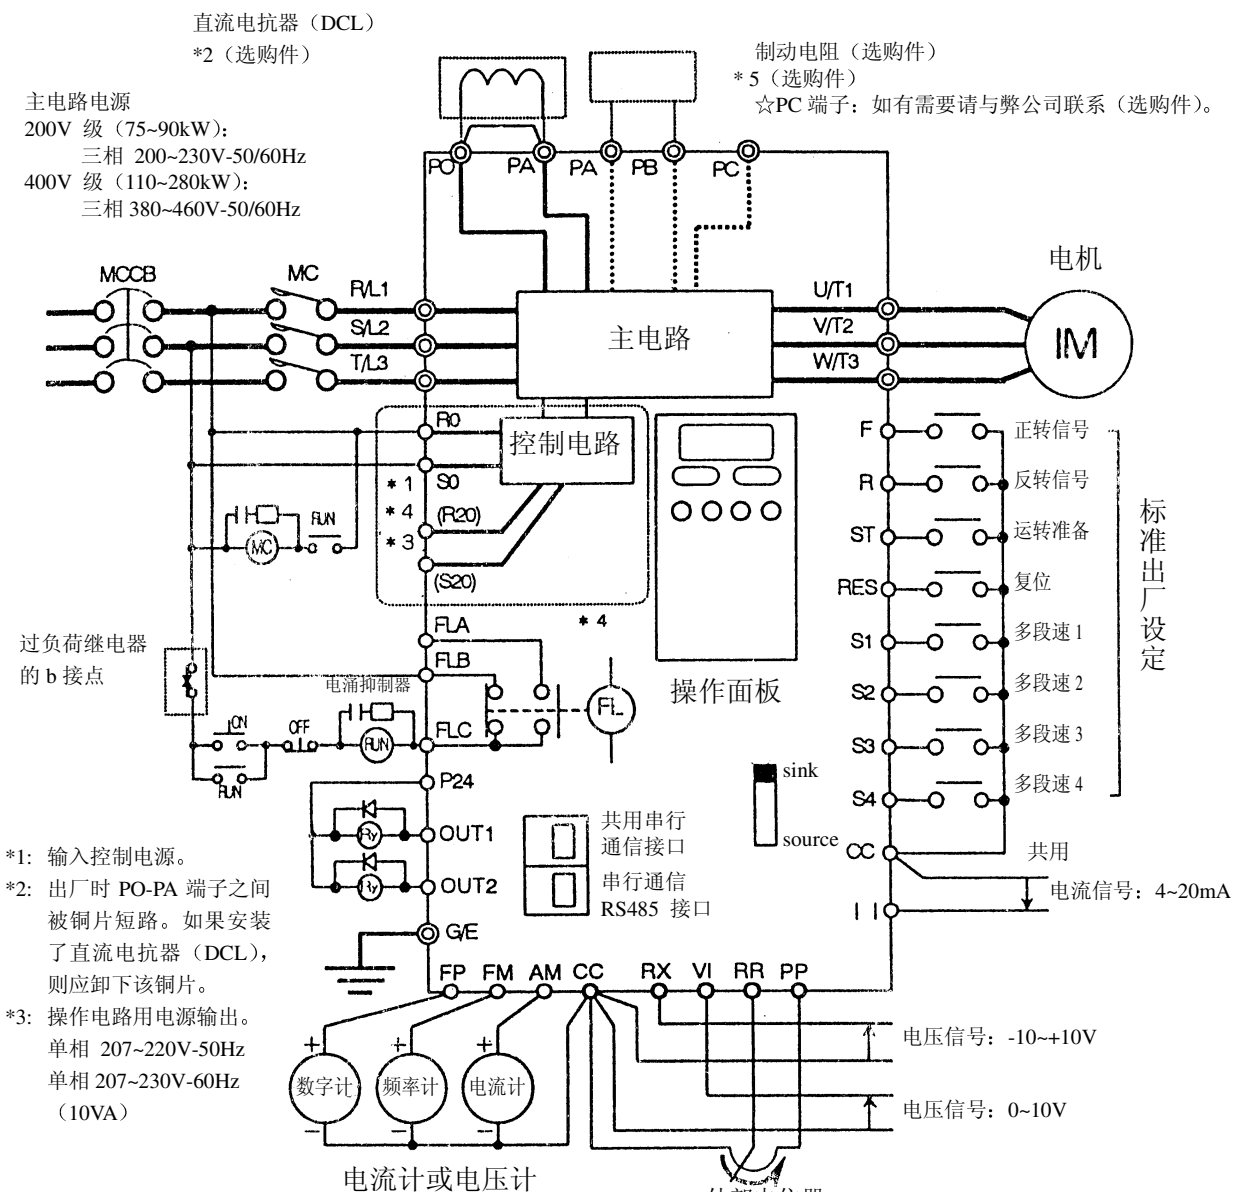 直流电抗器（DCL）
*2（选购件）
制动电阻（选购件）
* 5（选购件）
☆PC 端子：如有需要请与弊公司联系（选购件）。
主电路电源
200V 级（75~90kW）：
三相 200~230V-50/60Hz
400V 级（110~280kW）：
三相 380~460V-50/60Hz
PO PA PA PB PC
MCCB MC
R/L1
S/L2
T/L3
主电路
U/T1
V/T2
W/T3
电机
IM
R0
控制电路
* 1 S0
* 4 (R20)
* 3
(S20)
* 4
RUN
MC
F 正转信号
R 反转信号
ST 运转准备
RES 复位
S1 多段速 1
S2 多段速 2
S3 多段速 3
S4 多段速 4
标准出厂设定
操作面板
过负荷继电器
的 b 接点
FLA
FLB
电涌抑制器
FL
FLC
ON
OFF
RUN
RUN
P24
sink
source
Ry OUT1
Ry OUT2
共用串行
通信接口
串行通信
RS485 接口
CC 共用
电流信号：4~20mA
I I
G/E
*1: 输入控制电源。
*2: 出厂时 PO-PA 端子之间
被铜片短路。如果安装
了直流电抗器（DCL），
则应卸下该铜片。
*3: 操作电路用电源输出。
单相 207~220V-50Hz
单相 207~230V-60Hz
（10VA）
FP FM AM CC RX VI RR PP
+ + +
数字计 频率计 电流计
− − −
电压信号：-10~+10V
电压信号：0~10V
电流计或电压计